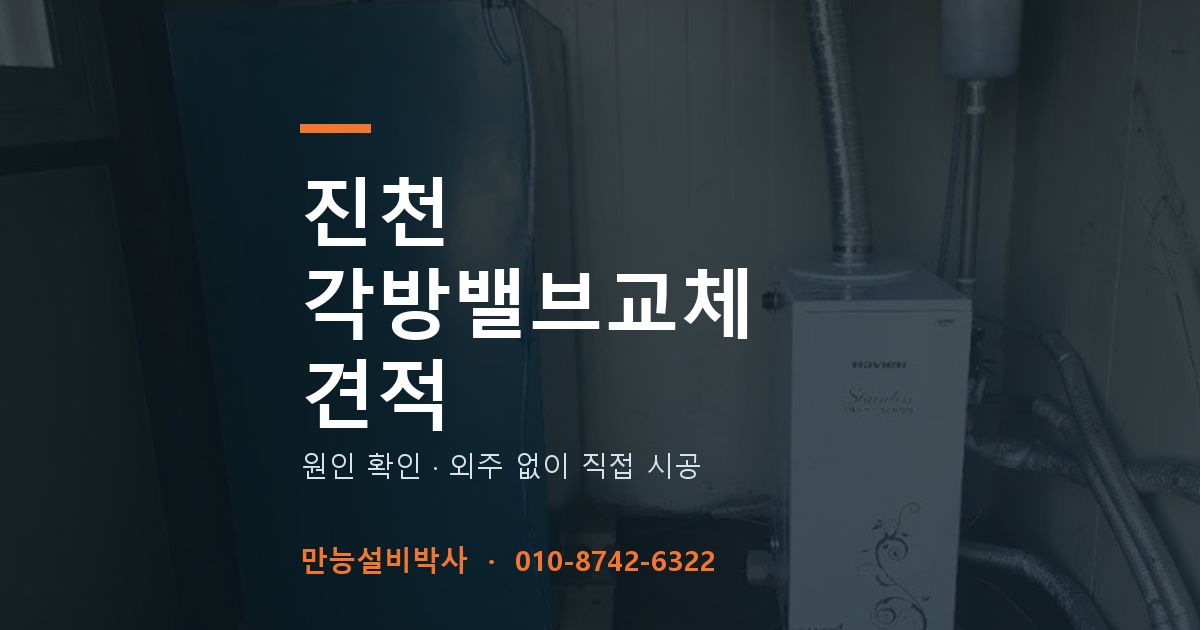 진천
각방밸브교체
견적
원인 확인 · 외주 없이 직접 시공
만능설비박사 · 010-8742-6322
NAVIEN
Stainless